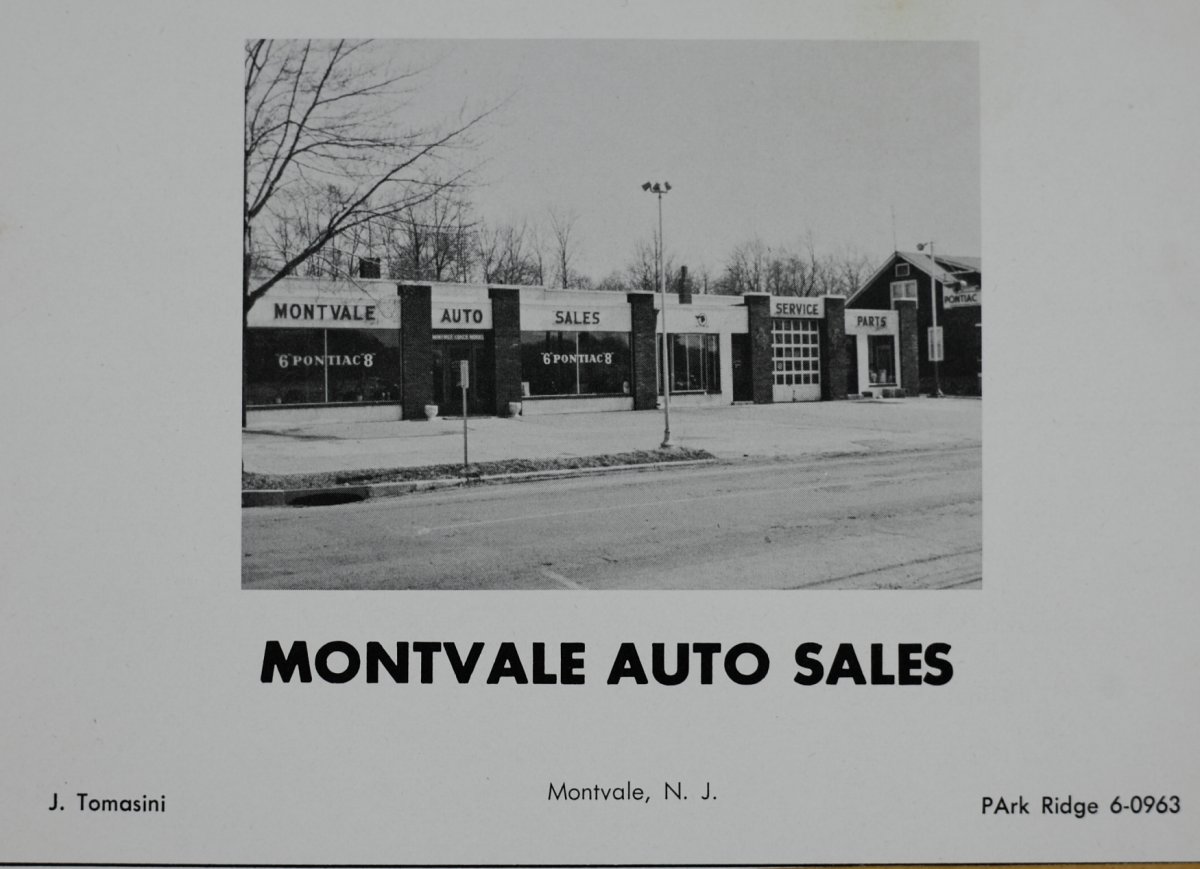 MONTVALE
AUTO
SALES
SERVICE
PARTS
PONTIAC
"6" PONTIAC "8"
"6" PONTIAC "8"
MONTVALE AUTO SALES
J. Tomasini
Montvale, N. J.
PArk Ridge 6-0963